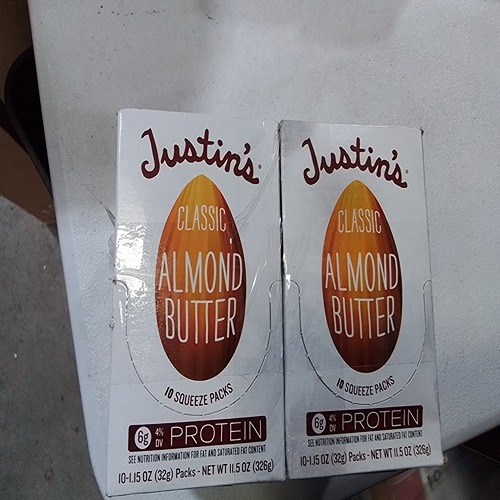 Justin's
CLASSIC
ALMOND
BUTTER
10 SQUEEZE PACKS
6g 4% DV PROTEIN
SEE NUTRITION INFORMATION FOR FAT AND SATURATED FAT CONTENT
10-1.15 OZ (32g) Packs - NET WT 11.5 OZ (326g)
Justin's
CLASSIC
ALMOND
BUTTER
10 SQUEEZE PACKS
6g 4% DV PROTEIN
SEE NUTRITION INFORMATION FOR FAT AND SATURATED FAT CONTENT
10-1.15 OZ (32g) Packs - NET WT 11.5 OZ (326g)